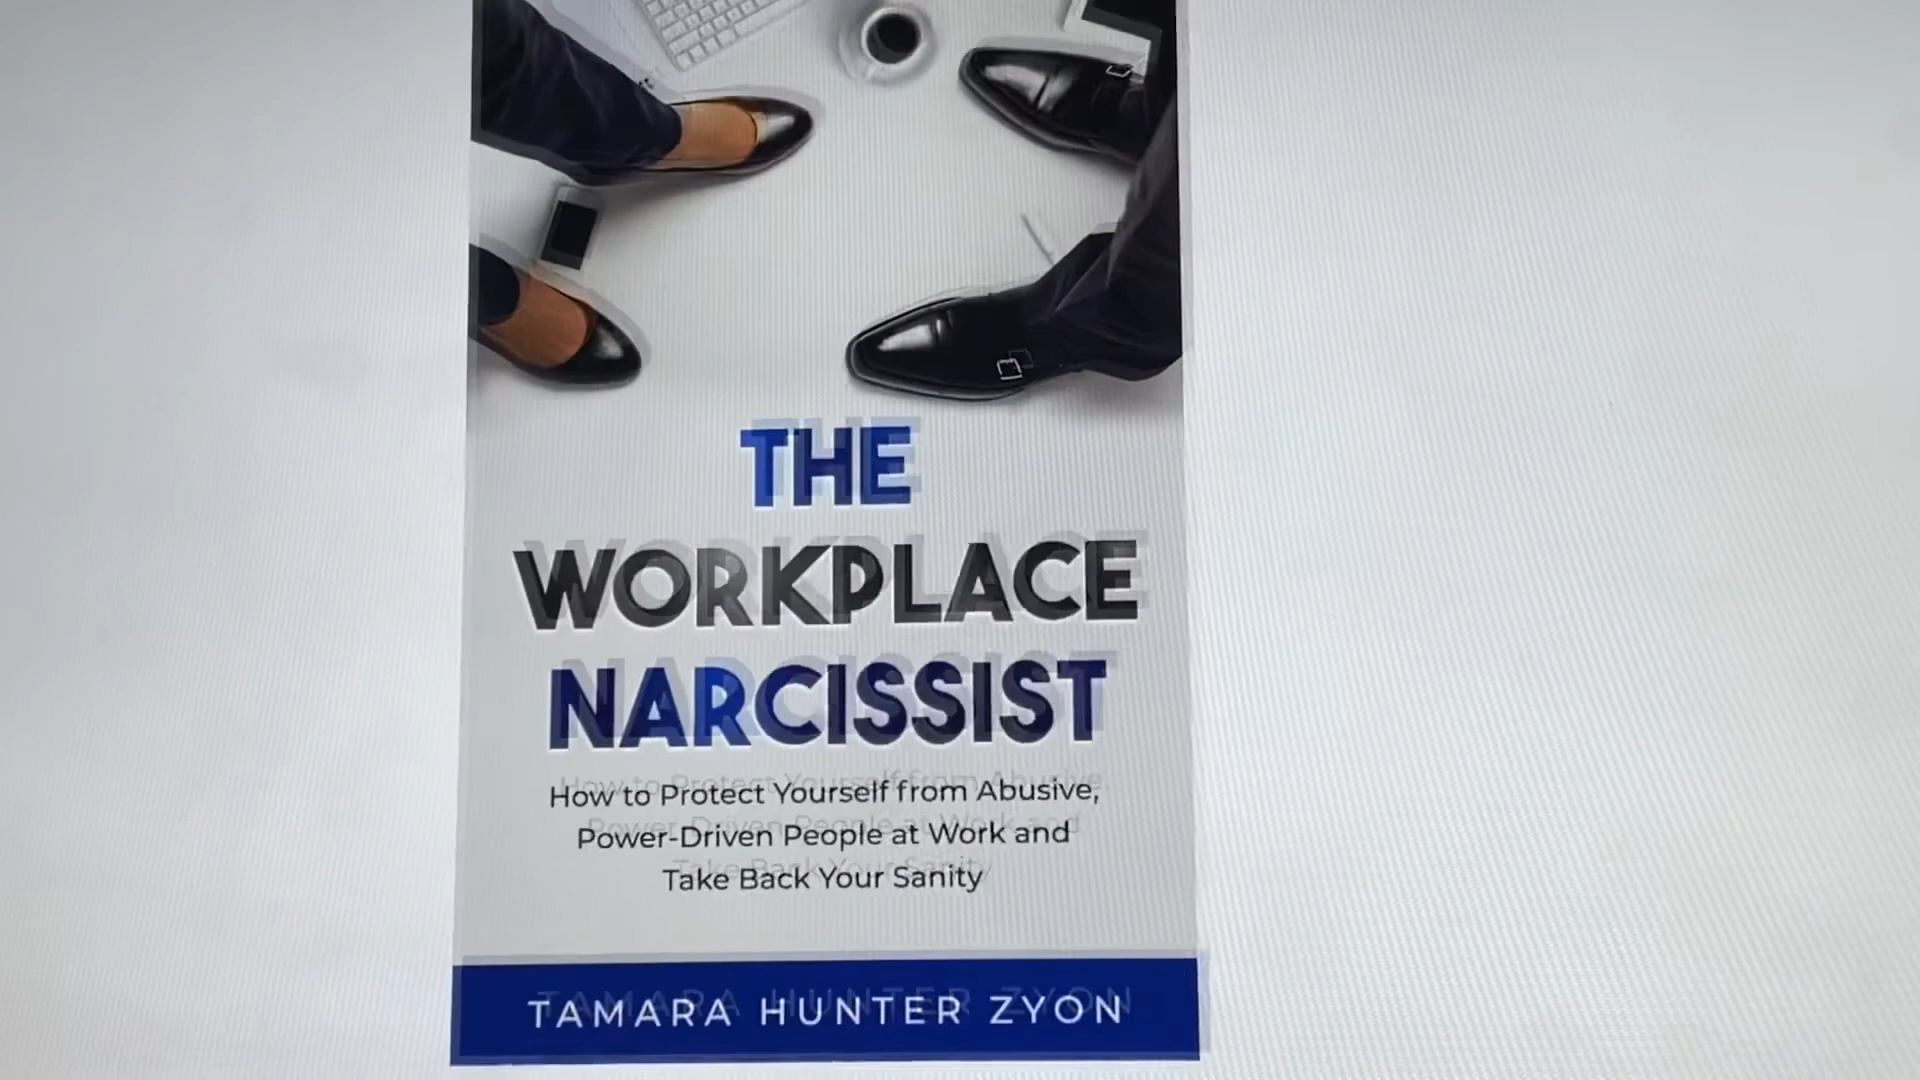 THE
WORKPLACE
NARCISSIST
How to Protect Yourself from Abusive,
Power-Driven People at Work and
Take Back Your Sanity
TAMARA HUNTER ZYON